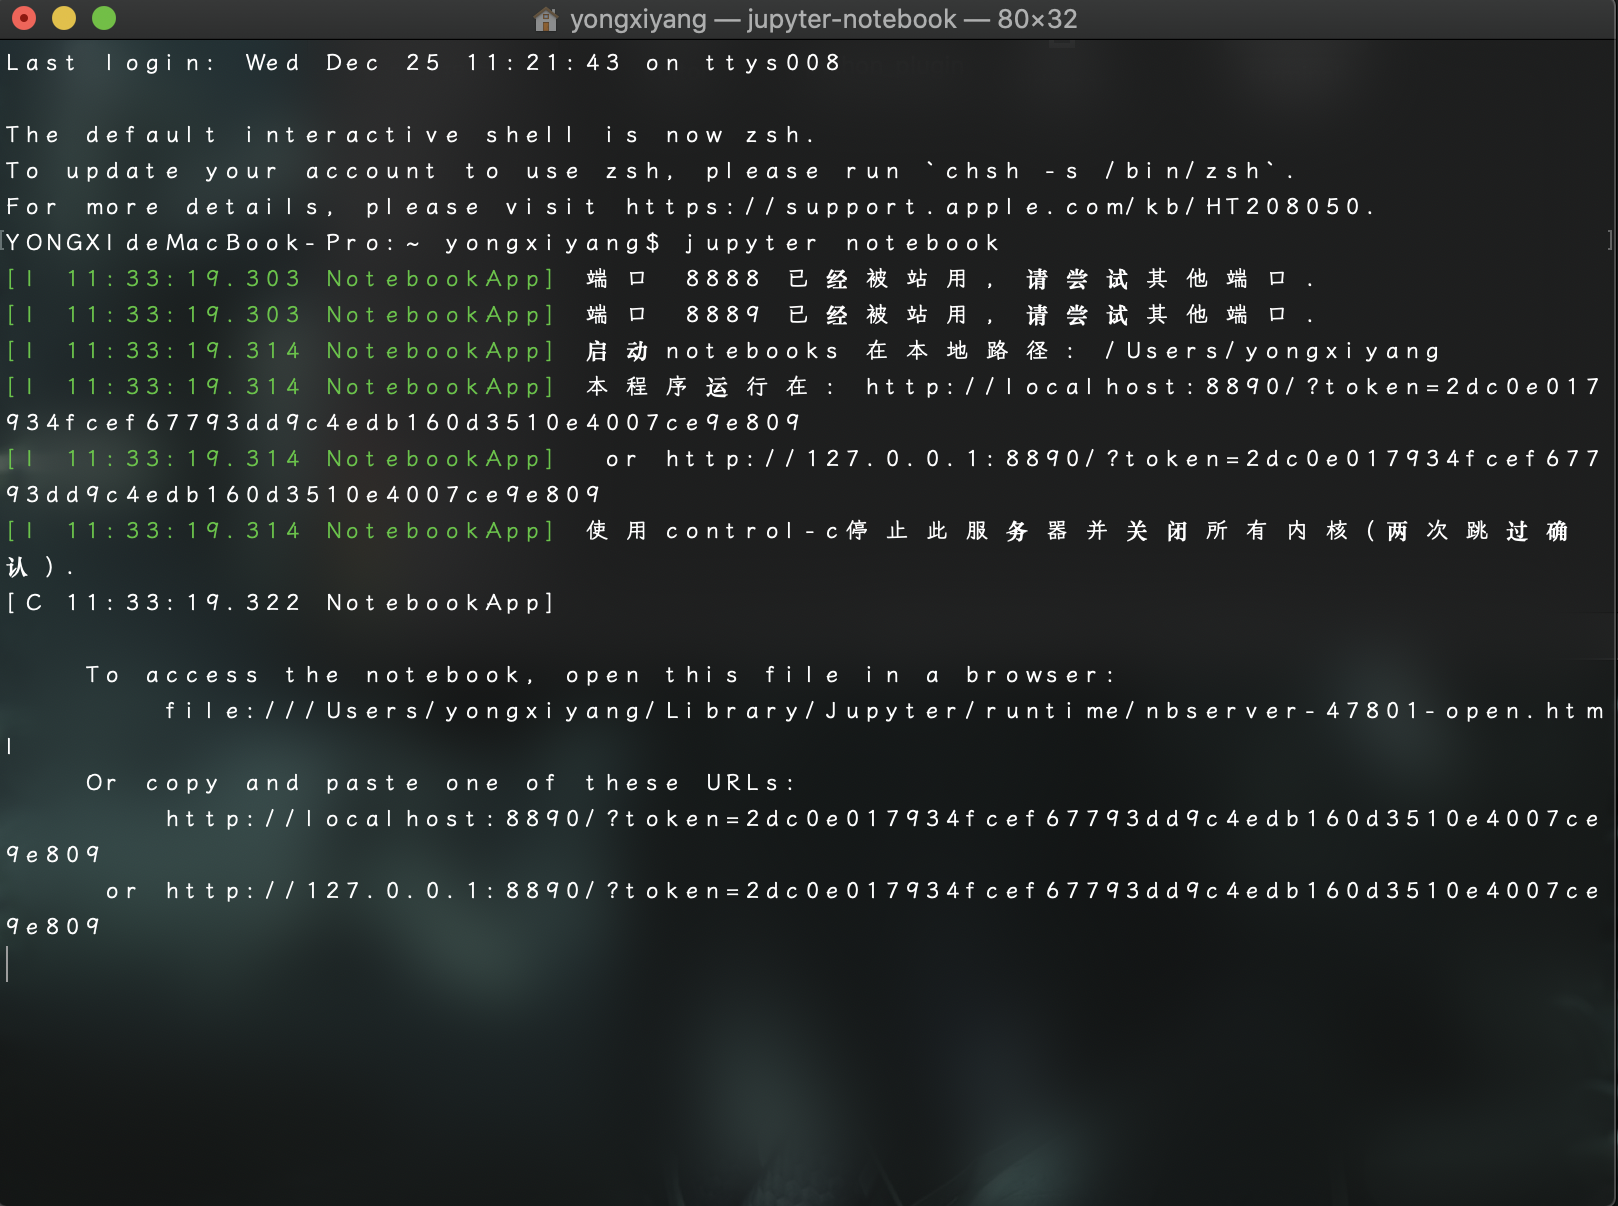 yongxiyang — jupyter-notebook — 80×32
Last login: Wed Dec 25 11:21:43 on ttys008
The default interactive shell is now zsh.
To update your account to use zsh, please run `chsh -s /bin/zsh`.
For more details, please visit https://support.apple.com/kb/HT208050.
[YONGXIdeMacBook-Pro:~ yongxiyang$ jupyter notebook ]
[I 11:33:19.303 NotebookApp] 端口 8888 已经被站用, 请尝试其他端口.
[I 11:33:19.303 NotebookApp] 端口 8889 已经被站用, 请尝试其他端口.
[I 11:33:19.314 NotebookApp] 启动notebooks 在本地路径: /Users/yongxiyang
[I 11:33:19.314 NotebookApp] 本程序运行在: http://localhost:8890/?token=2dc0e017
934fcef67793dd9c4edb160d3510e4007ce9e809
[I 11:33:19.314 NotebookApp]  or http://127.0.0.1:8890/?token=2dc0e017934fcef677
93dd9c4edb160d3510e4007ce9e809
[I 11:33:19.314 NotebookApp] 使用control-c停止此服务器并关闭所有内核(两次跳过确
认).
[C 11:33:19.322 NotebookApp]
To access the notebook, open this file in a browser:
file:///Users/yongxiyang/Library/Jupyter/runtime/nbserver-47801-open.htm
l
Or copy and paste one of these URLs:
http://localhost:8890/?token=2dc0e017934fcef67793dd9c4edb160d3510e4007ce
9e809
or http://127.0.0.1:8890/?token=2dc0e017934fcef67793dd9c4edb160d3510e4007ce
9e809